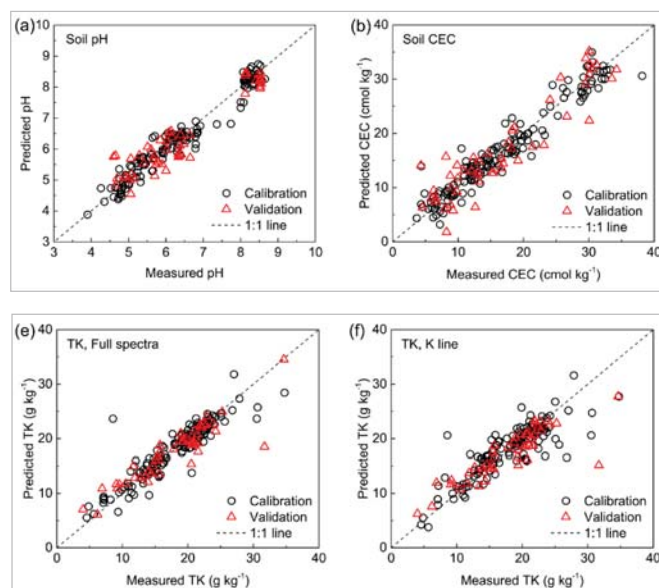 (a)
Soil pH
10
9
8
7
6
5
4
3
Predicted pH
Calibration
Validation
1:1 line
3 4 5 6 7 8 9 10
Measured pH
(b)
Soil CEC
40
30
20
10
0
Predicted CEC (cmol kg⁻¹)
Calibration
Validation
1:1 line
0 10 20 30 40
Measured CEC (cmol kg⁻¹)
(e)
TK, Full spectra
40
30
20
10
0
Predicted TK
(g kg⁻¹)
Calibration
Validation
1:1 line
0 10 20 30 40
Measured TK (g kg⁻¹)
(f)
TK, K line
40
30
20
10
0
Predicted TK
(g kg⁻¹)
Calibration
Validation
1:1 line
0 10 20 30 40
Measured TK (g kg⁻¹)